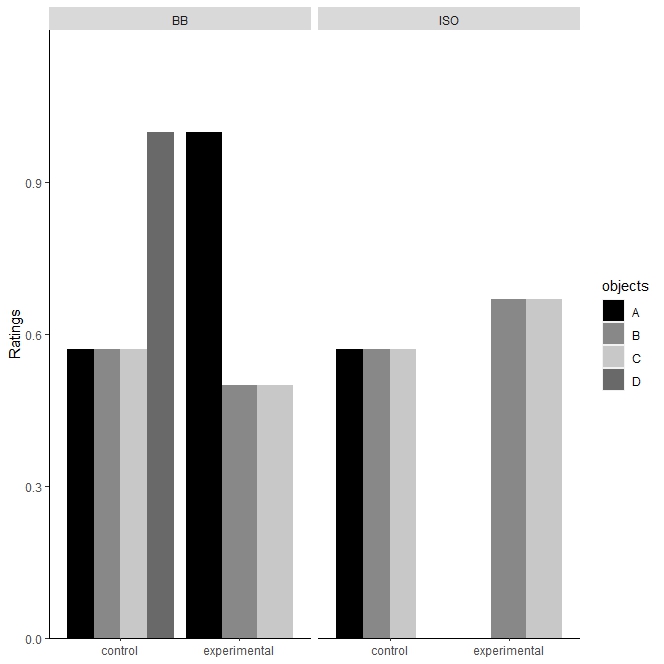 BB ISO
Ratings
0.9
0.6
0.3
0.0
control experimental control experimental
objects
A
B
C
D